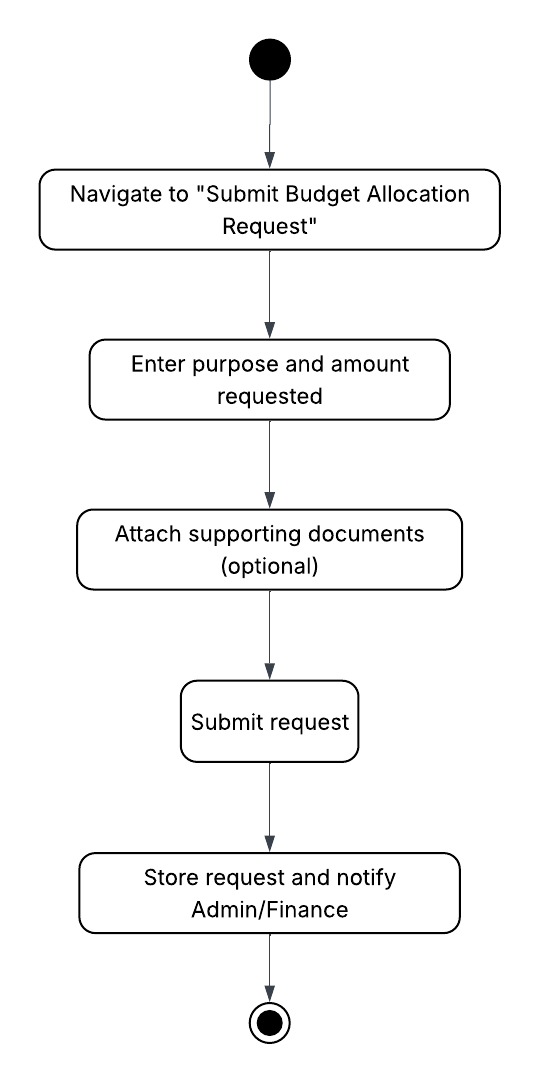 Navigate to "Submit Budget Allocation
Request"
Enter purpose and amount
requested
Attach supporting documents
(optional)
Submit request
Store request and notify
Admin/Finance